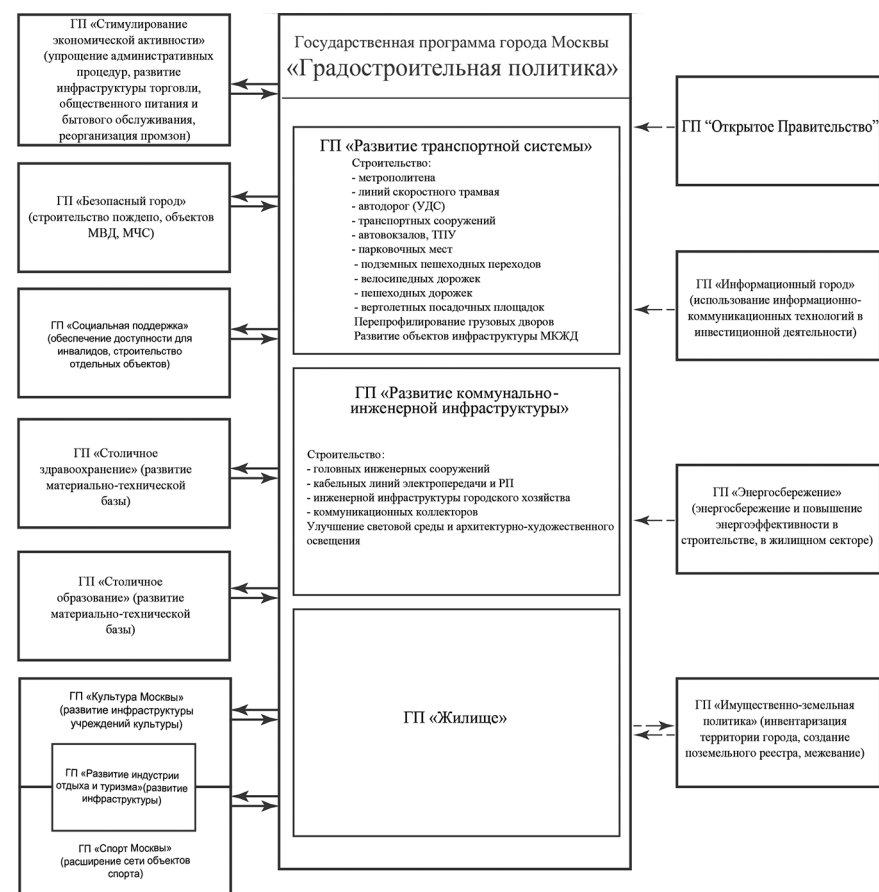 ГП «Стимулирование
экономической активности»
(упрощение административных
процедур, развитие
инфраструктуры торговли,
общественного питания и
бытового обслуживания,
реорганизация промзон)
ГП «Безопасный город»
(строительство пождепо, объектов
МВД, МЧС)
ГП «Социальная поддержка»
(обеспечение доступности для
инвалидов, строительство
отдельных объектов)
ГП «Столичное
здравоохранение» (развитие
материально-технической
базы)
ГП «Столичное
образование» (развитие
материально-технической
базы)
ГП «Культура Москвы»
(развитие инфраструктуры
учреждений культуры)
ГП «Развитие индустрии
отдыха и туризма»(развитие
инфраструктуры)
ГП «Спорт Москвы»
(расширение сети объектов
спорта)
Государственная программа города Москвы
«Градостроительная политика»
ГП «Развитие транспортной системы»
Строительство:
- метрополитена
- линий скоростного трамвая
- автодорог (УДС)
- транспортных сооружений
- автовокзалов, ТПУ
- парковочных мест
- подземных пешеходных переходов
- велосипедных дорожек
- пешеходных дорожек
- вертолетных посадочных площадок
Перепрофилирование грузовых дворов
Развитие объектов инфраструктуры МКЖД
ГП «Развитие коммунально-
инженерной инфраструктуры»
Строительство:
- головных инженерных сооружений
- кабельных линий электропередачи и РП
- инженерной инфраструктуры городского хозяйства
- коммуникационных коллекторов
Улучшение световой среды и архитектурно-художественного
освещения
ГП «Жилище»
ГП “Открытое Правительство”
ГП «Информационный город»
(использование информационно-
коммуникационных технологий в
инвестиционной деятельности)
ГП «Энергосбережение»
(энергосбережение и повышение
энергоэффективности в
строительстве, в жилищном секторе)
ГП «Имущественно-земельная
политика» (инвентаризация
территории города, создание
поземельного реестра, межевание)